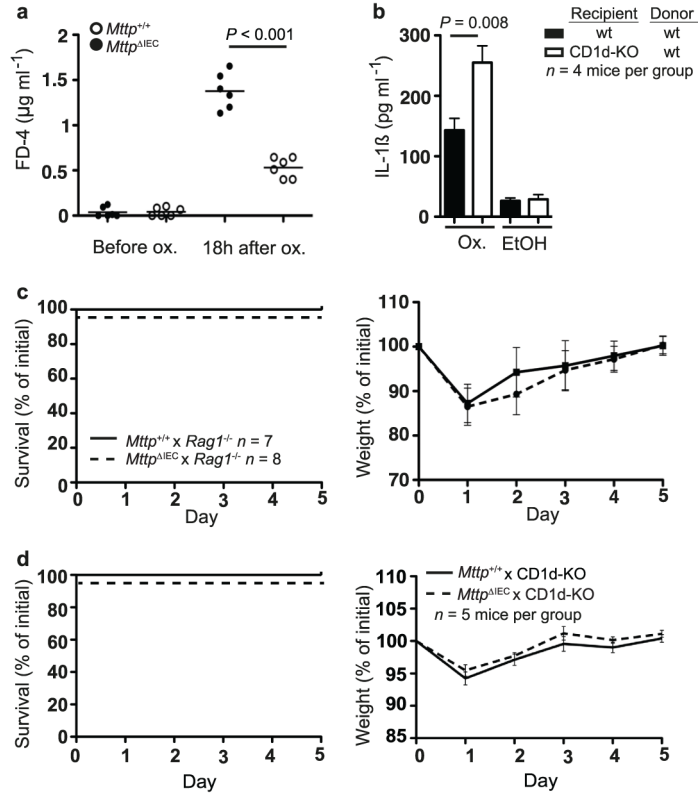 a
Mttp+/+
MttpΔIEC
P < 0.001
FD-4 (µg ml-1)
2
1.5
1
0.5
0
Before ox.
18h after ox.
b
P = 0.008
Recipient Donor
wt wt
CD1d-KO wt
n = 4 mice per group
IL-1ß (pg ml-1)
300
200
100
0
Ox.
EtOH
c
Survival (% of initial)
100
80
60
40
20
0
Mttp+/+ x Rag1-/- n = 7
MttpΔIEC x Rag1-/- n = 8
0 1 2 3 4 5
Day
Weight (% of initial)
110
100
90
80
70
0 1 2 3 4 5
Day
d
Survival (% of initial)
100
80
60
40
20
0
0 1 2 3 4 5
Day
Weight (% of initial)
110
105
100
95
90
85
Mttp+/+ x CD1d-KO
MttpΔIEC x CD1d-KO
n = 5 mice per group
0 1 2 3 4 5
Day